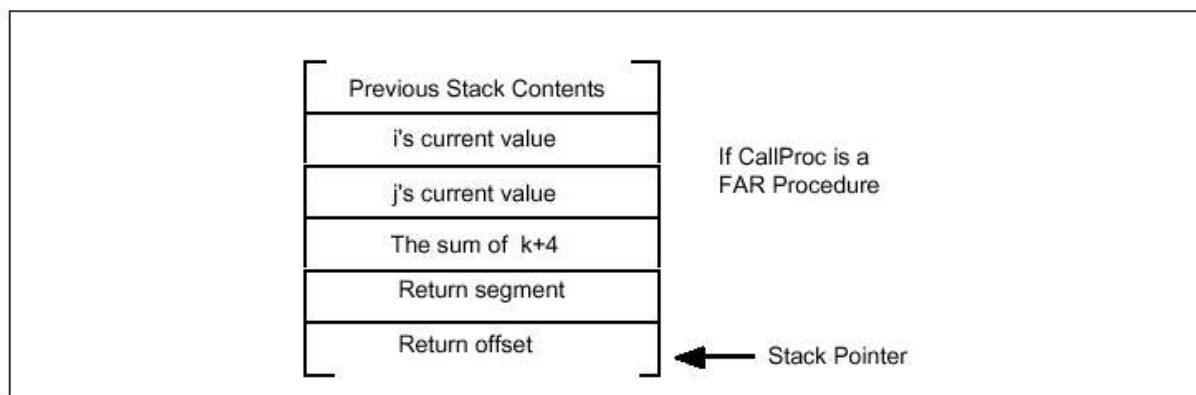 Previous Stack Contents
i's current value
j's current value
The sum of k+4
Return segment
Return offset
If CallProc is a
FAR Procedure
Stack Pointer